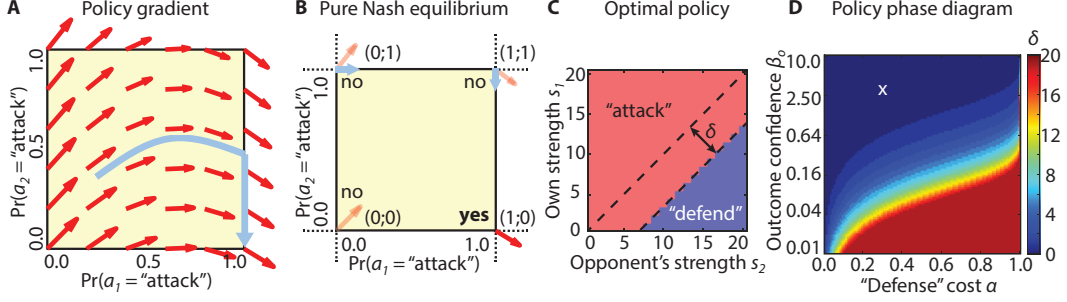 A Policy gradient
Pr(a₂ = “attack”)
1.0
0.5
0.0
0.0 0.5 1.0
Pr(a₁ = “attack”)
B Pure Nash equilibrium
(0;1) (1;1)
no no
no yes
(0;0) (1;0)
Pr(a₂ = “attack”)
1.0
0.0
0.0 1.0
Pr(a₁ = “attack”)
C Optimal policy
Own strength s₁
20
15
10
5
0
“attack”
δ
“defend”
0 5 10 15 20
Opponent’s strength s₂
D Policy phase diagram
Outcome confidence βₒ
10.0
2.50
0.64
0.16
0.04
0.01
x
0.0 0.2 0.4 0.6 0.8 1.0
“Defense” cost α
δ
20
16
12
8
4
0